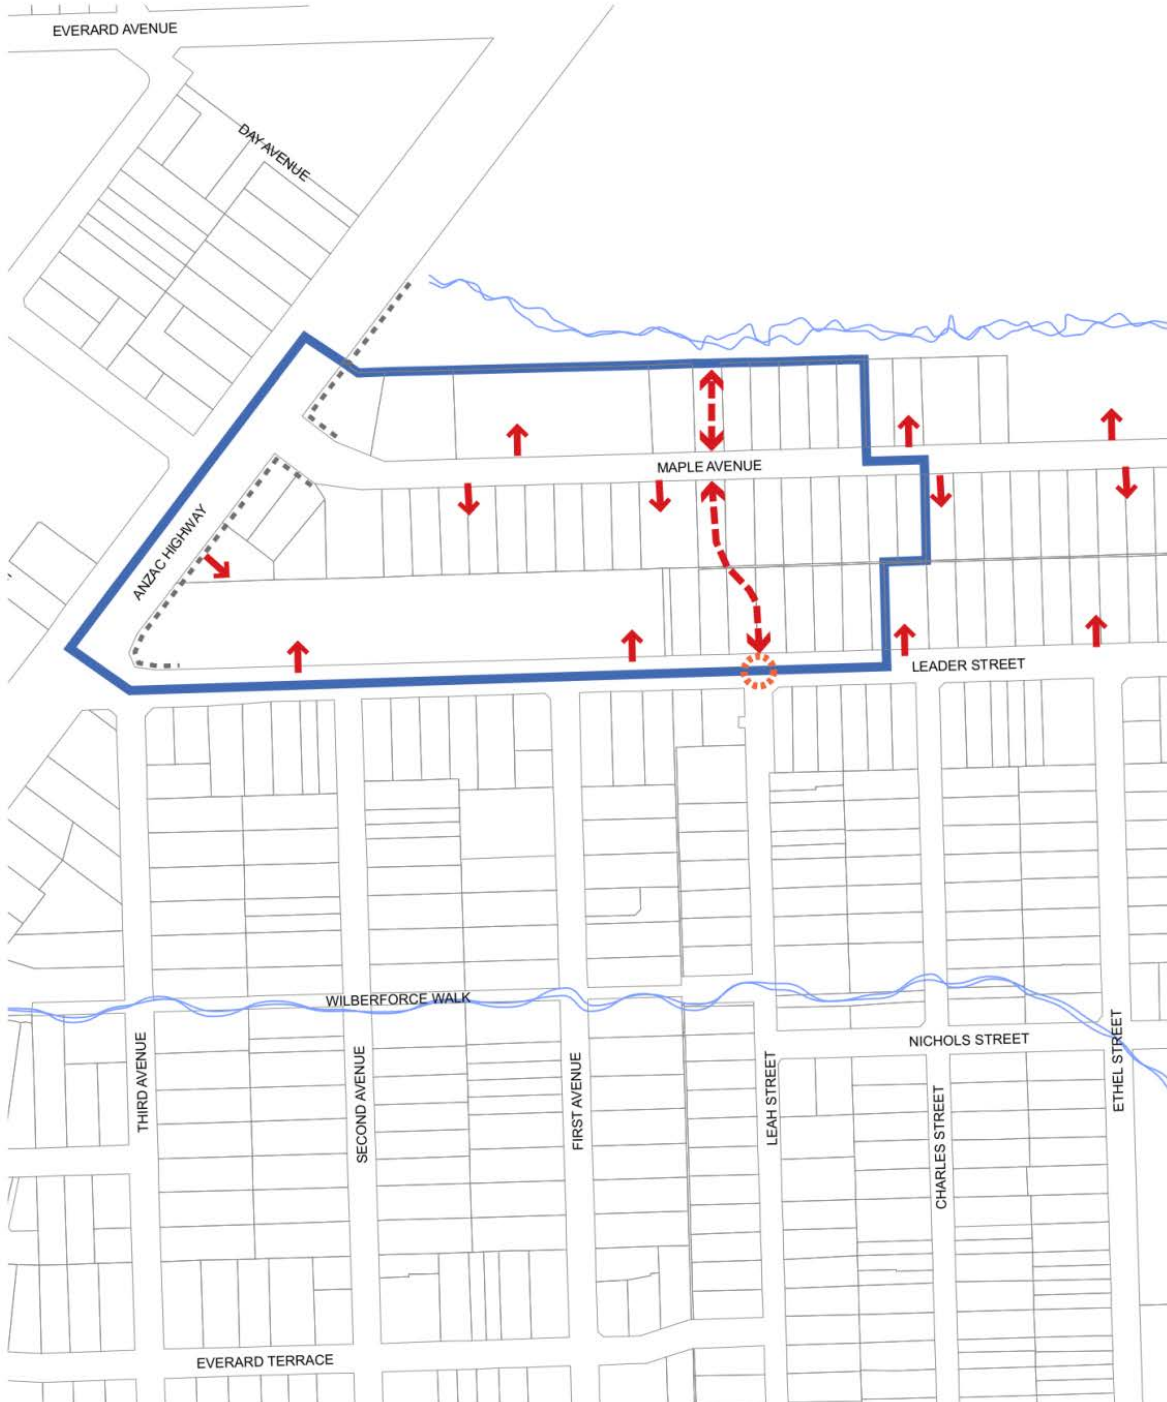 EVERARD AVENUE
DAY AVENUE
MAPLE AVENUE
ANZAC HIGHWAY
LEADER STREET
WILBERFORCE WALK
NICHOLS STREET
THIRD AVENUE
SECOND AVENUE
FIRST AVENUE
LEAH STREET
CHARLES STREET
ETHEL STREET
EVERARD TERRACE